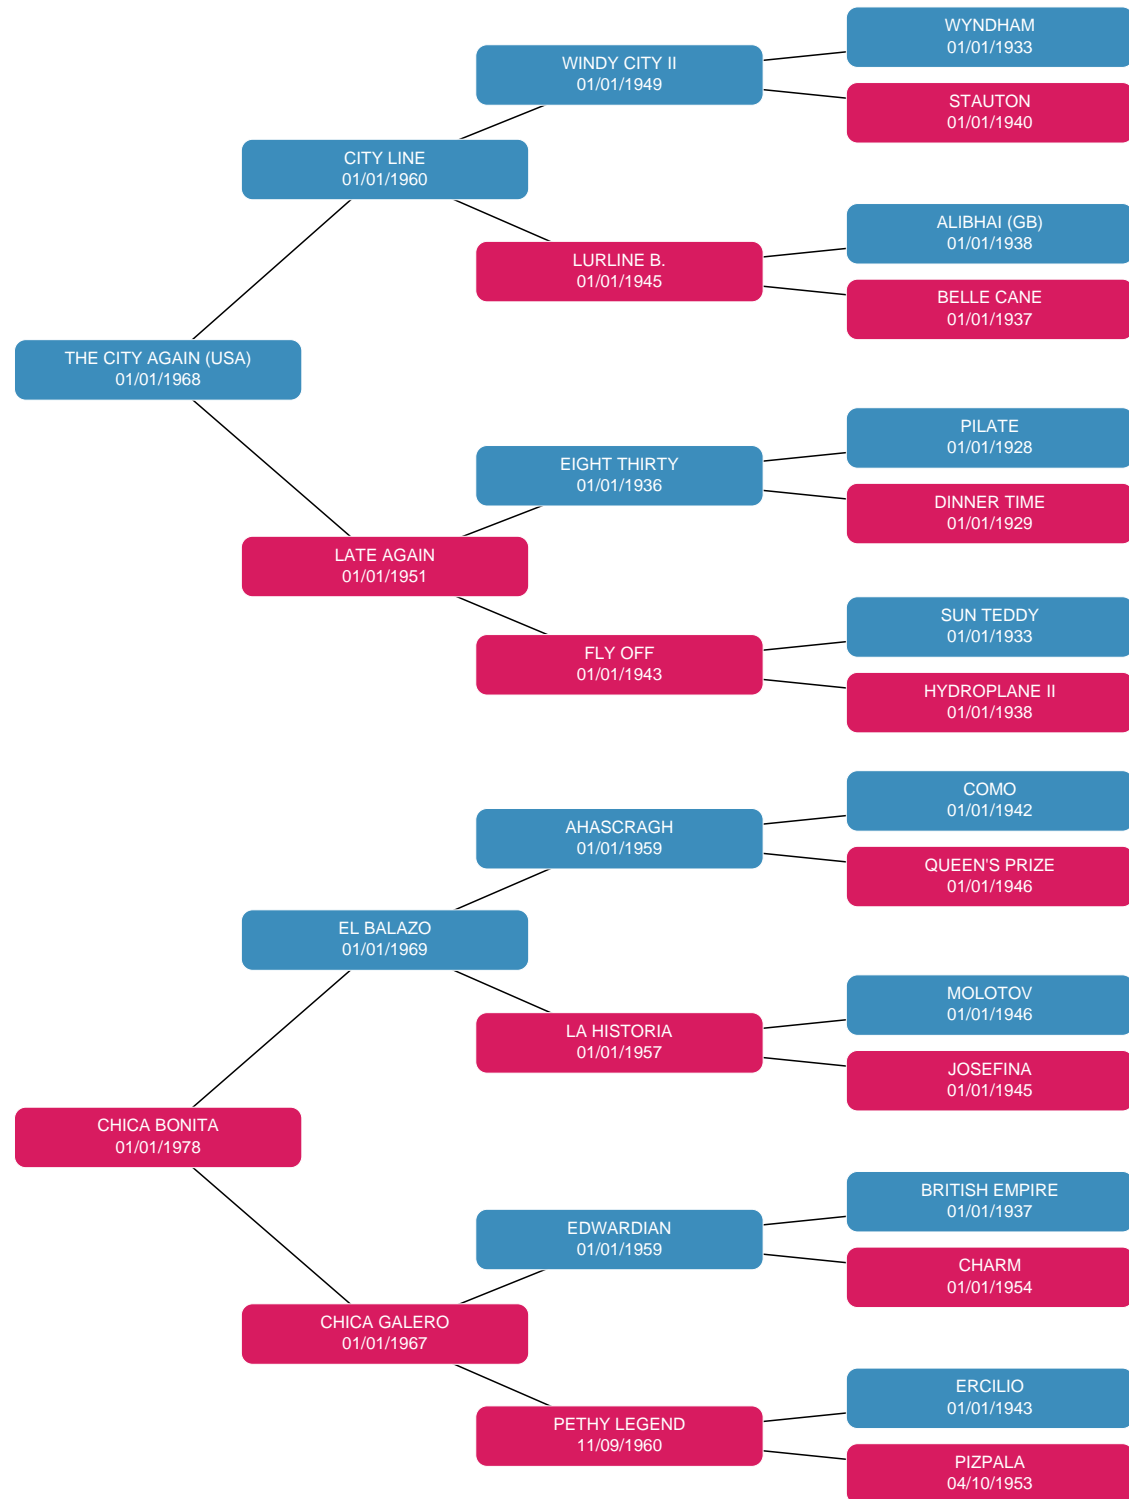 WYNDHAM
01/01/1933
WINDY CITY II
01/01/1949
STAUTON
01/01/1940
CITY LINE
01/01/1960
ALIBHAI (GB)
01/01/1938
LURLINE B.
01/01/1945
BELLE CANE
01/01/1937
THE CITY AGAIN (USA)
01/01/1968
PILATE
01/01/1928
EIGHT THIRTY
01/01/1936
DINNER TIME
01/01/1929
LATE AGAIN
01/01/1951
SUN TEDDY
01/01/1933
FLY OFF
01/01/1943
HYDROPLANE II
01/01/1938
COMO
01/01/1942
AHASCRAGH
01/01/1959
QUEEN'S PRIZE
01/01/1946
EL BALAZO
01/01/1969
MOLOTOV
01/01/1946
LA HISTORIA
01/01/1957
JOSEFINA
01/01/1945
CHICA BONITA
01/01/1978
BRITISH EMPIRE
01/01/1937
EDWARDIAN
01/01/1959
CHARM
01/01/1954
CHICA GALERO
01/01/1967
ERCILIO
01/01/1943
PETHY LEGEND
11/09/1960
PIZPALA
04/10/1953